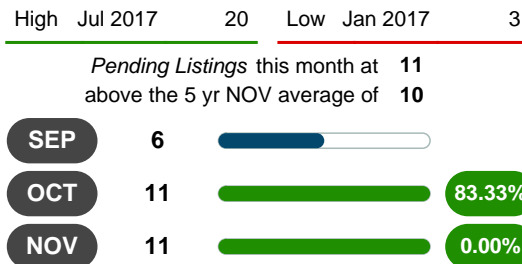 High Jul 2017 20 Low Jan 2017 3
Pending Listings this month at 11
above the 5 yr NOV average of 10
SEP 6
OCT 11 83.33%
NOV 11 0.00%